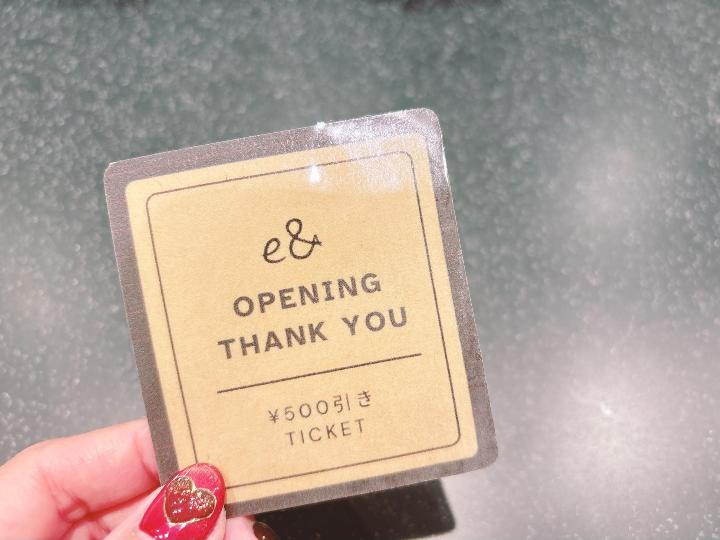 e&
OPENING
THANK YOU
¥500引き
TICKET